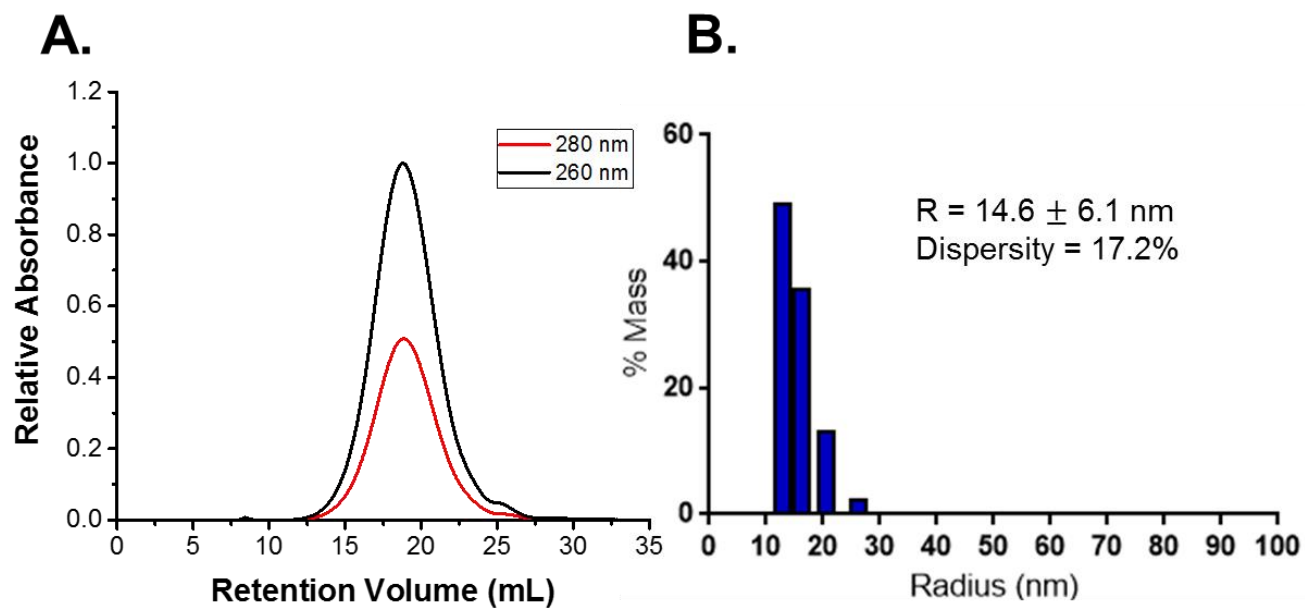 A.
Relative Absorbance
1.2
1.0
0.8
0.6
0.4
0.2
0.0
280 nm
260 nm
0 5 10 15 20 25 30 35
Retention Volume (mL)
B.
% Mass
60
40
20
0
R = 14.6 ± 6.1 nm
Dispersity = 17.2%
0 10 20 30 40 50 60 70 80 90 100
Radius (nm)